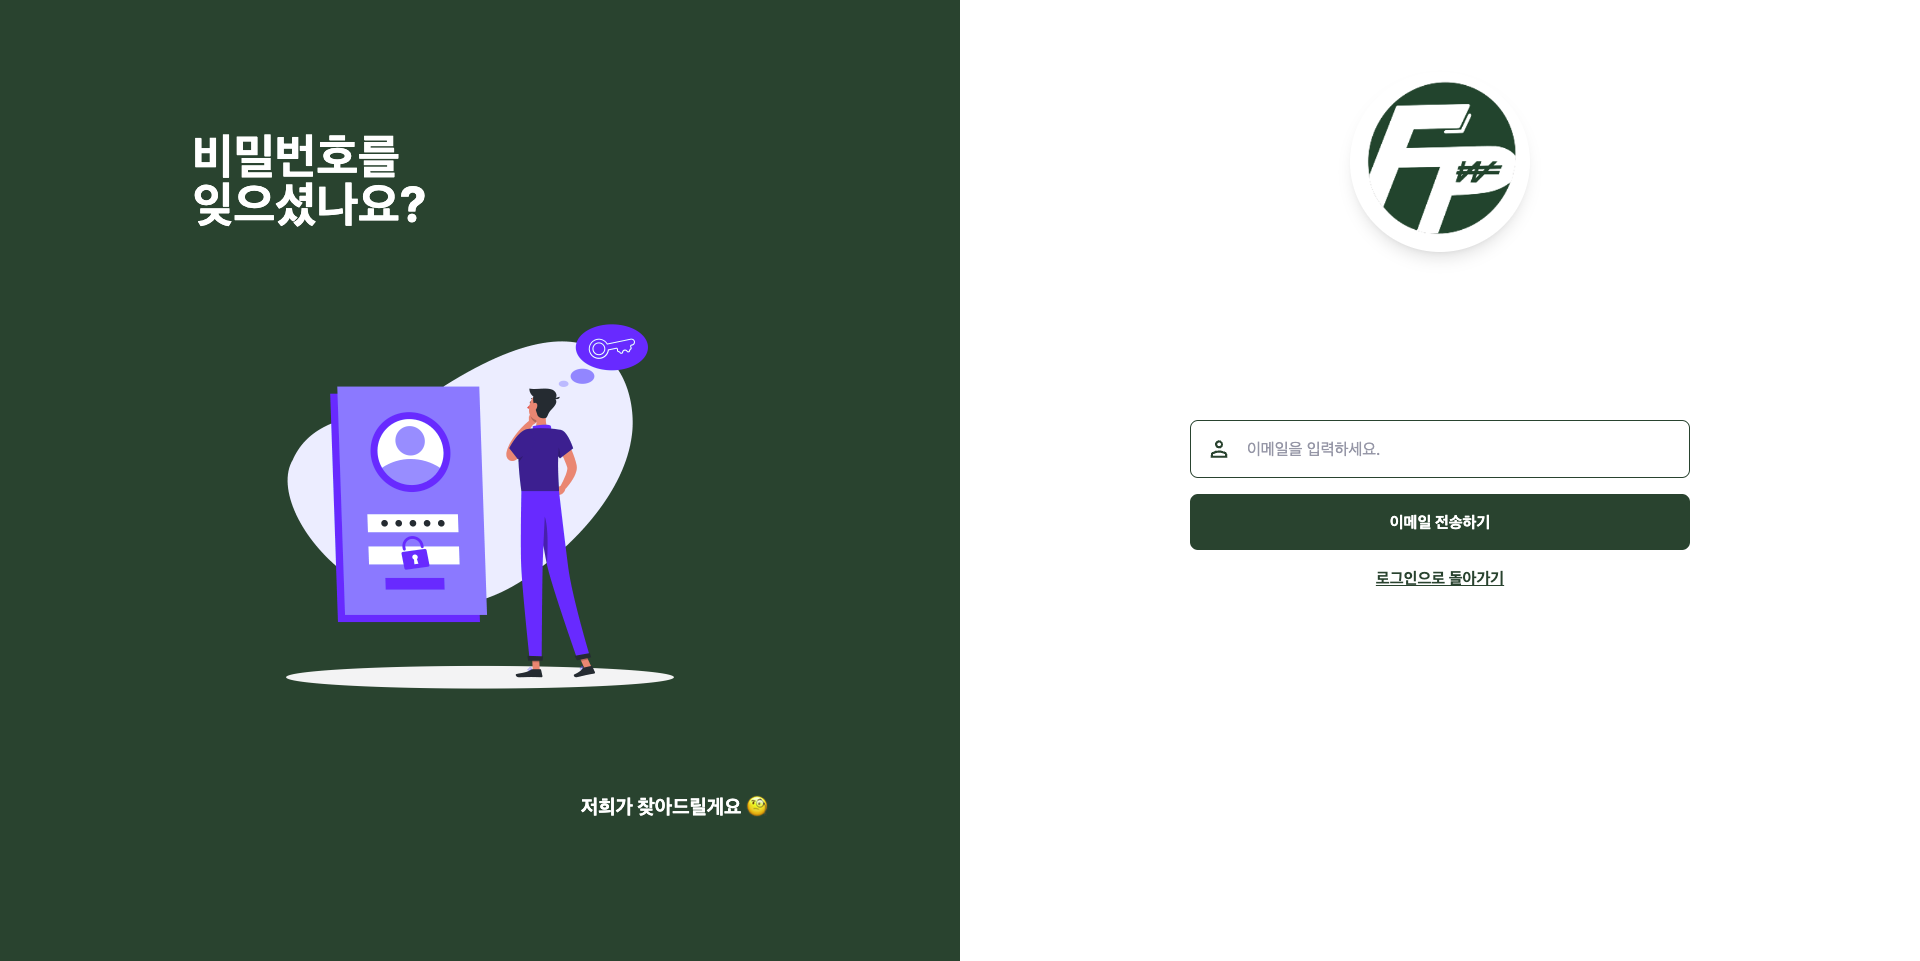 비밀번호를
잊으셨나요?
저희가 찾아드릴게요 🧐
FP
₩
이메일을 입력하세요.
이메일 전송하기
로그인으로 돌아가기